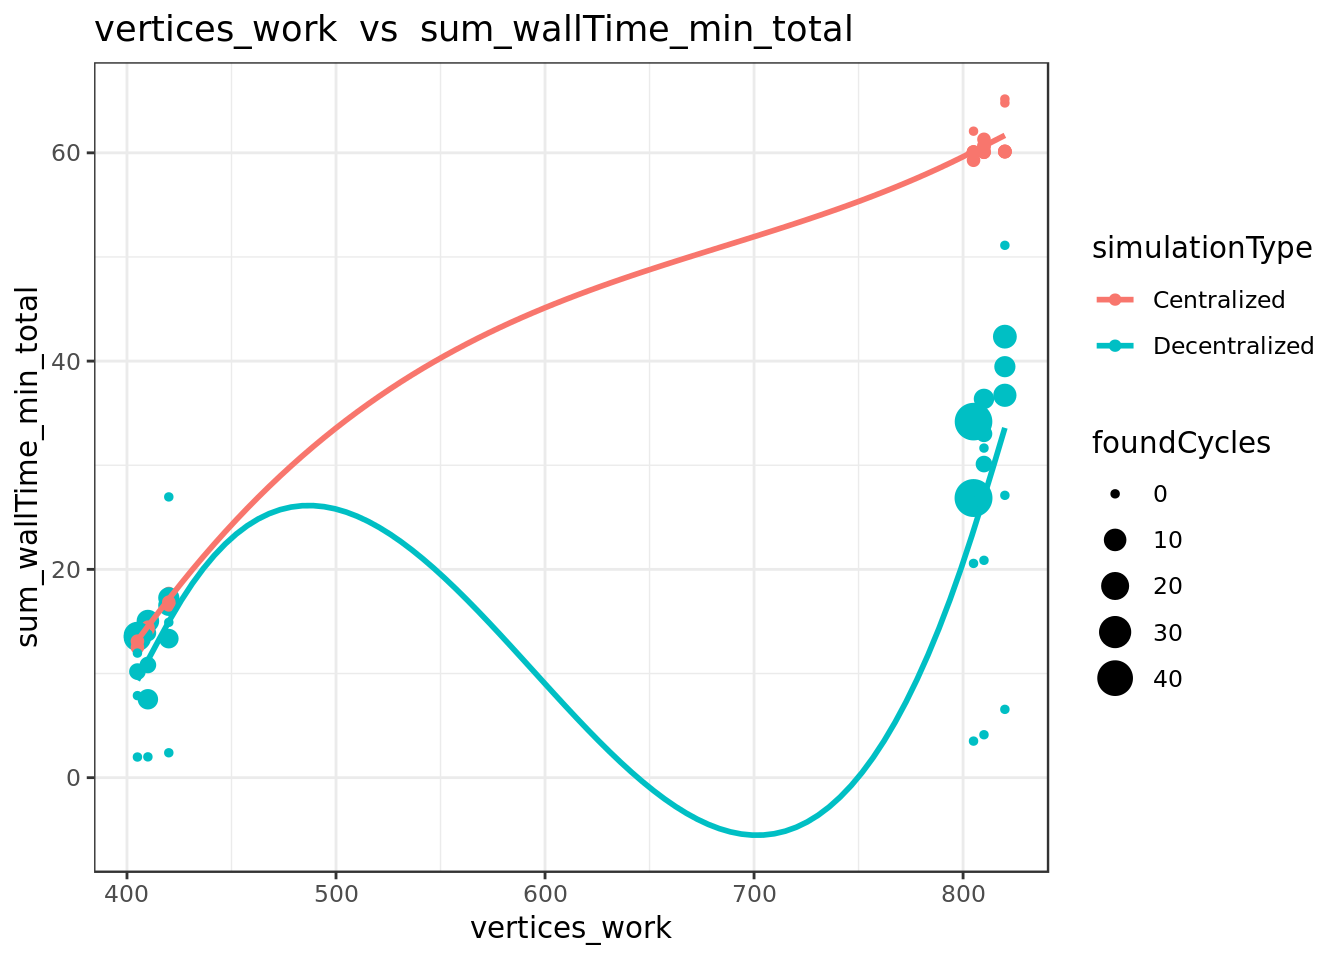 vertices_work vs sum_wallTime_min_total
sum_wallTime_min_total
60
40
20
0
400 500 600 700 800
vertices_work
simulationType
Centralized
Decentralized
foundCycles
0
10
20
30
40